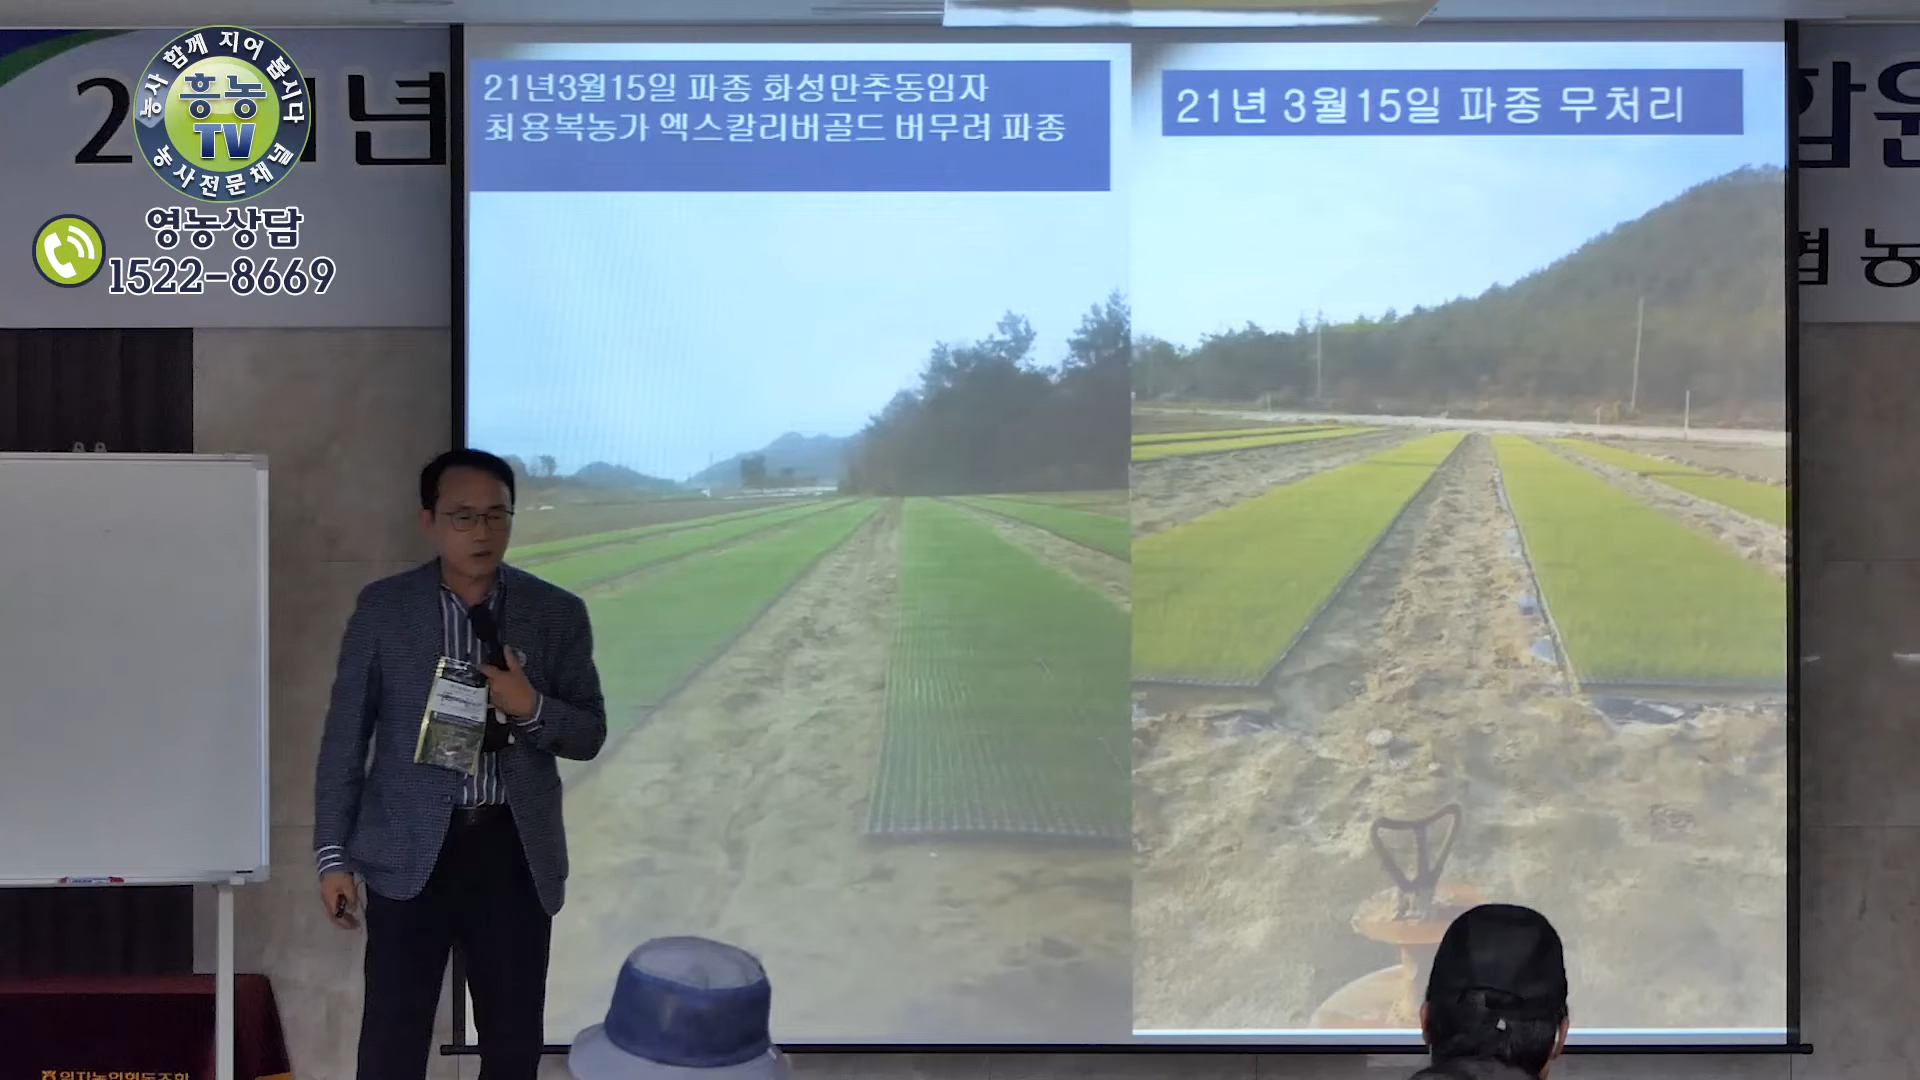 농사 함께 지어 봅시다
흥농
TV
농사전문채널
영농상담
1522-8669
21년3월15일 파종 화성만추동임자
최용복농가 엑스칼리버골드 버무려 파종
21년 3월15일 파종 무처리